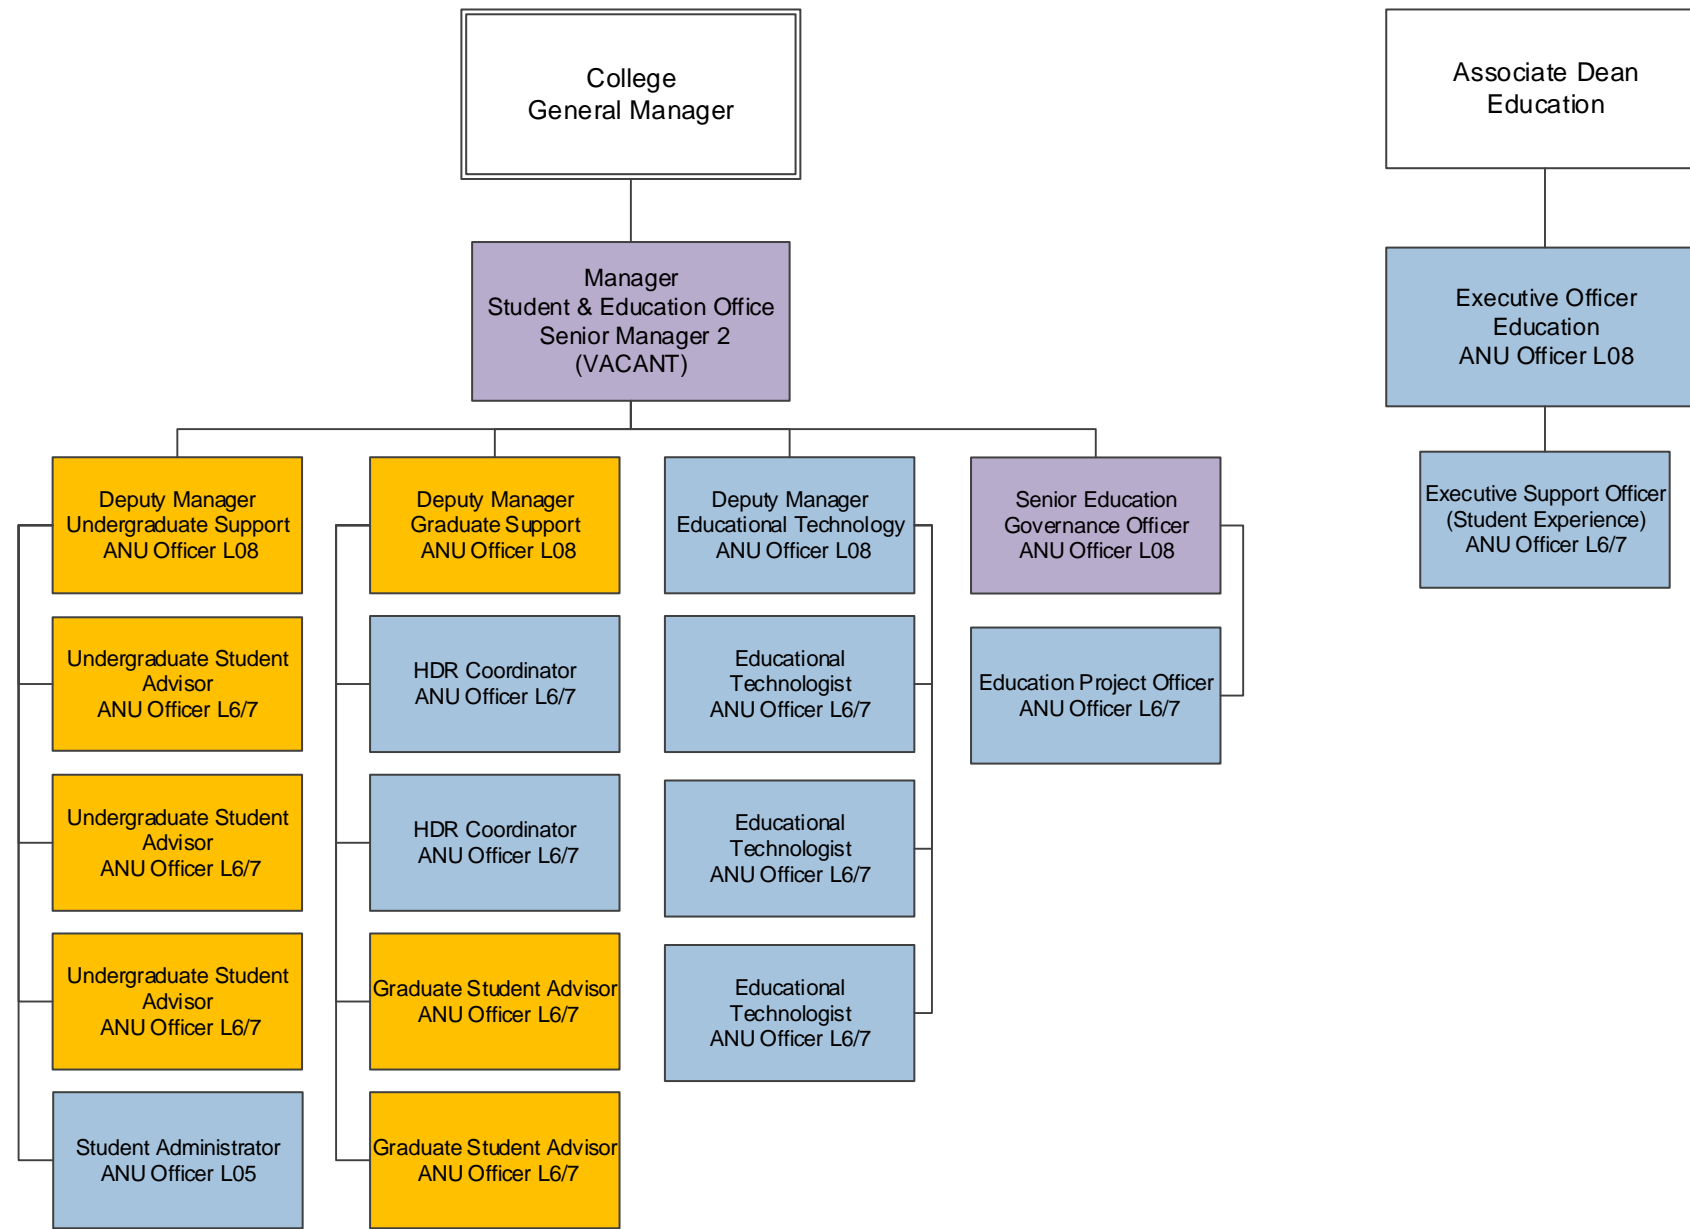 College
General Manager
Associate Dean
Education
Manager
Student & Education Office
Senior Manager 2
(VACANT)
Executive Officer
Education
ANU Officer L08
Deputy Manager
Undergraduate Support
ANU Officer L08
Deputy Manager
Graduate Support
ANU Officer L08
Deputy Manager
Educational Technology
ANU Officer L08
Senior Education
Governance Officer
ANU Officer L08
Executive Support Officer
(Student Experience)
ANU Officer L6/7
Undergraduate Student
Advisor
ANU Officer L6/7
HDR Coordinator
ANU Officer L6/7
Educational
Technologist
ANU Officer L6/7
Education Project Officer
ANU Officer L6/7
Undergraduate Student
Advisor
ANU Officer L6/7
HDR Coordinator
ANU Officer L6/7
Educational
Technologist
ANU Officer L6/7
Undergraduate Student
Advisor
ANU Officer L6/7
Graduate Student Advisor
ANU Officer L6/7
Educational
Technologist
ANU Officer L6/7
Student Administrator
ANU Officer L05
Graduate Student Advisor
ANU Officer L6/7